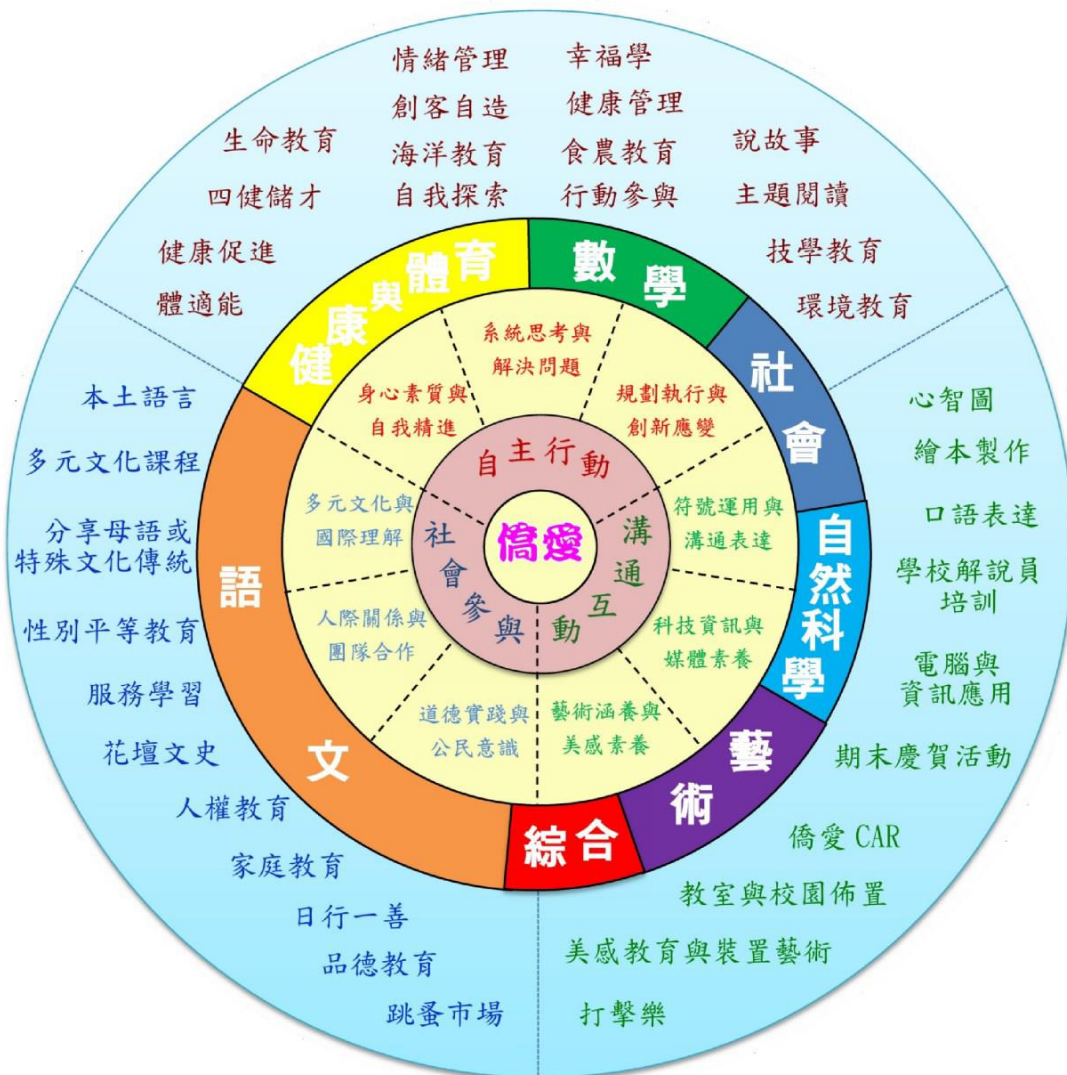 情緒管理
創客自造
海洋教育
自我探索
幸福學
健康管理
食農教育
行動參與
生命教育
四健儲才
健康促進
體適能
說故事
主題閱讀
技學教育
環境教育
健康與體育
數學
社會
自然科學
藝術
綜合
語文
系統思考與
解決問題
身心素質與
自我精進
規劃執行與
創新應變
多元文化與
國際理解
符號運用與
溝通表達
人際關係與
團隊合作
科技資訊與
媒體素養
道德實踐與
公民意識
藝術涵養與
美感素養
自主行動
溝通互動
社會參與
僑愛
本土語言
多元文化課程
分享母語或
特殊文化傳統
性別平等教育
服務學習
花壇文史
人權教育
家庭教育
日行一善
品德教育
跳蚤市場
心智圖
繪本製作
口語表達
學校解說員
培訓
電腦與
資訊應用
期末慶賀活動
僑愛 CAR
教室與校園佈置
美感教育與裝置藝術
打擊樂